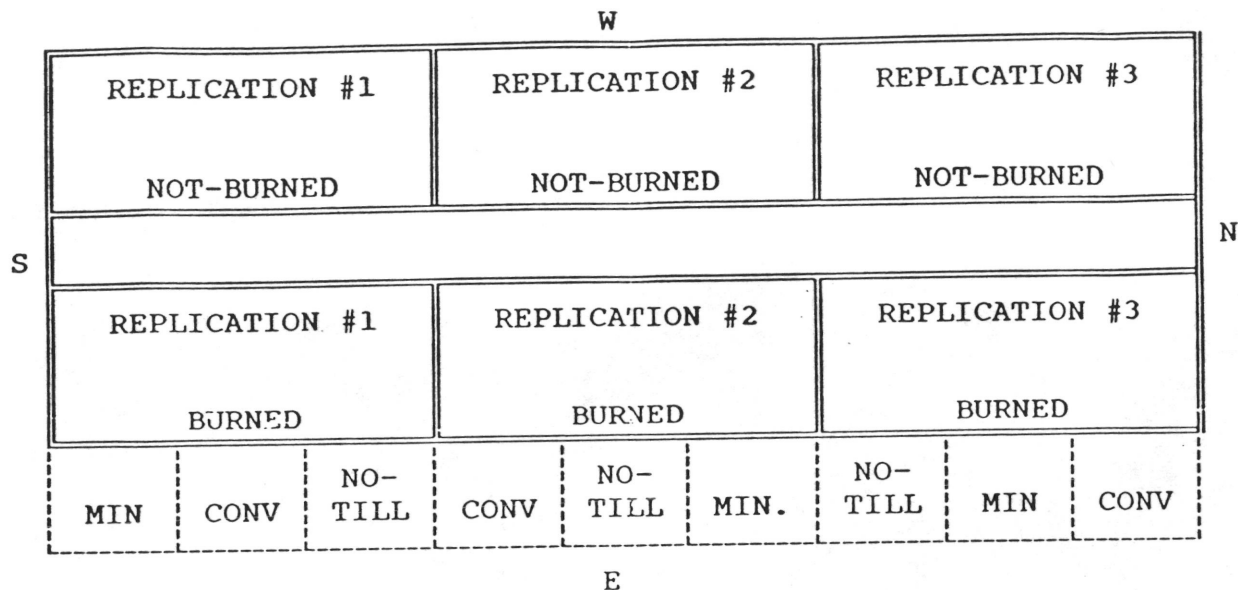 W
REPLICATION #1 REPLICATION #2 REPLICATION #3
NOT-BURNED NOT-BURNED NOT-BURNED
S N
REPLICATION #1 REPLICATION #2 REPLICATION #3
BURNED BURNED BURNED
MIN CONV NO-TILL CONV NO-TILL MIN. NO-TILL MIN CONV
E